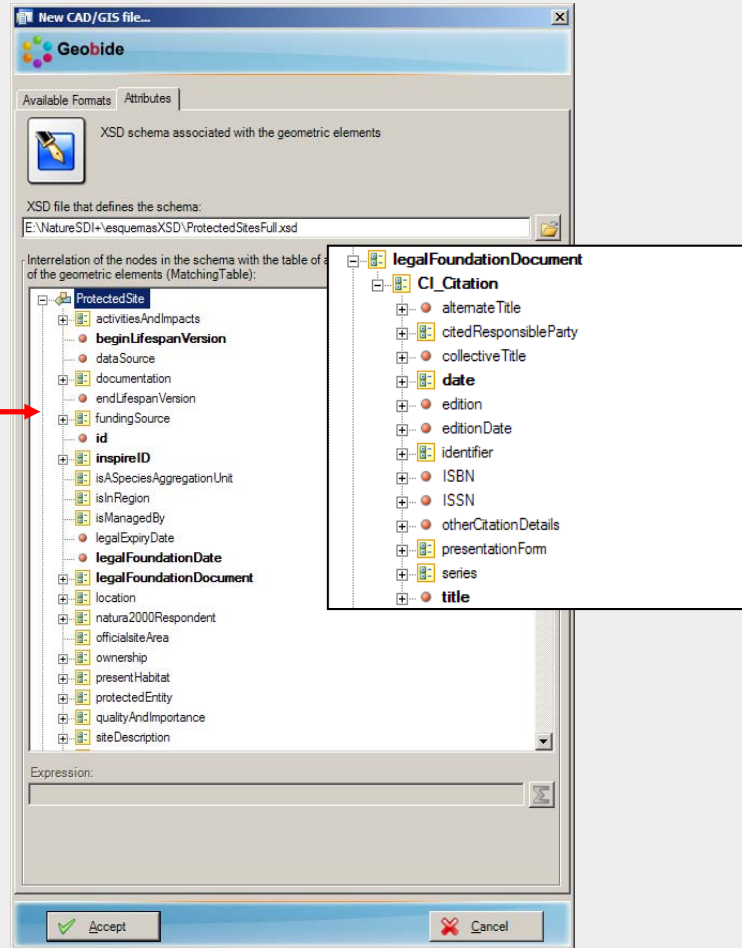 New CAD/GIS file...
Geobide
Available Formats Attributes
XSD schema associated with the geometric elements
XSD file that defines the schema:
E:\NatureSDI+\esquemasXSD\ProtectedSitesFull.xsd
Interrelation of the nodes in the schema with the table of a
of the geometric elements (MatchingTable):
ProtectedSite
activitiesAndImpacts
beginLifespanVersion
dataSource
documentation
endLifespanVersion
fundingSource
id
inspireID
isASpeciesAggregationUnit
isInRegion
isManagedBy
legalExpiryDate
legalFoundationDate
legalFoundationDocument
location
natura2000Respondent
officialsiteArea
ownership
presentHabitat
protectedEntity
qualityAndImportance
siteDescription
legalFoundationDocument
CI_Citation
alternateTitle
citedResponsibleParty
collectiveTitle
date
edition
editionDate
identifier
ISBN
ISSN
otherCitationDetails
presentationForm
series
title
Expression:
Σ
Accept Cancel